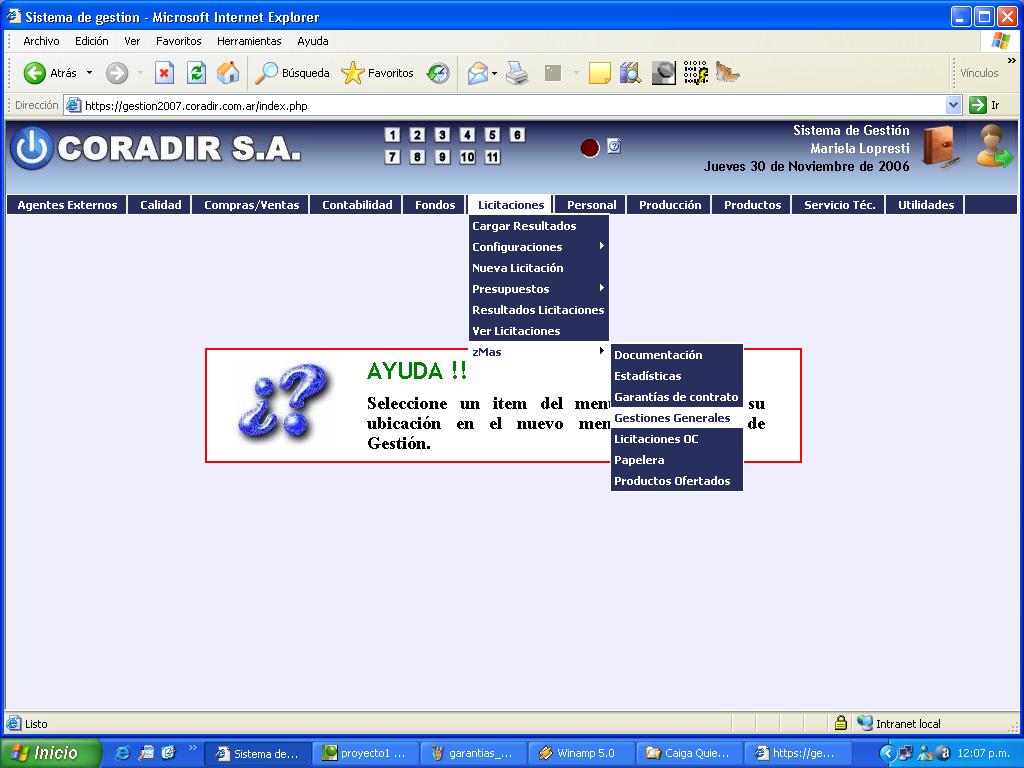 Sistema de gestion - Microsoft Internet Explorer
Archivo Edición Ver Favoritos Herramientas Ayuda
Atrás Búsqueda Favoritos Vínculos »
Dirección https://gestion2007.coradir.com.ar/index.php Ir
CORADIR S.A.
1 2 3 4 5 6
7 8 9 10 11
Sistema de Gestión
Mariela Lopresti
Jueves 30 de Noviembre de 2006
Agentes Externos Calidad Compras/Ventas Contabilidad Fondos Licitaciones Personal Producción Productos Servicio Téc. Utilidades
Cargar Resultados
Configuraciones
Nueva Licitación
Presupuestos
Resultados Licitaciones
Ver Licitaciones
zMas
Documentación
Estadísticas
Garantías de contrato
Gestiones Generales
Licitaciones OC
Papelera
Productos Ofertados
¿?
AYUDA !!
Seleccione un item del men su
ubicación en el nuevo men de
Gestión.
Listo Intranet local
Inicio » Sistema de... proyecto1 ... garantias_... Winamp 5.0 Caiga Quie... https://ge... 12:07 p.m.